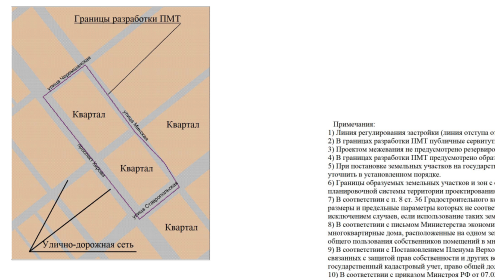 Границы разработки ПМТ
улица Черемшанская
Квартал
улица Минская
Квартал
проспект Кирова
Квартал
улица Ставропольская
Квартал
Улично-дорожная сеть
Примечания:
1) Линия регулирования застройки (линия отступа о
2) В границах разработки ПМТ публичные сервитут
3) Проектом межевания не предусмотрено резервиро
4) В границах разработки ПМТ предусмотрено обра
5) При постановке земельных участков на государст
уточнить в установленном порядке.
6) Границы образуемых земельных участков и зон с
планировочной системы территории проектировани
7) В соответствии с п. 8 ст. 36 Градостроительного к
размеры и предельные параметры которых не соотве
исключением случаев, если использование таких зем
8) В соответствии с письмом Министерства экономи
многоквартирные дома, расположенные на одном зе
общего пользования собственников помещений в мн
9) В соответствии с Постановлением Пленума Верхо
связанных с защитой прав собственности и других в
государственный кадастровый учет, право общей до
10) В соответствии с приказом Минстроя РФ от 07.0